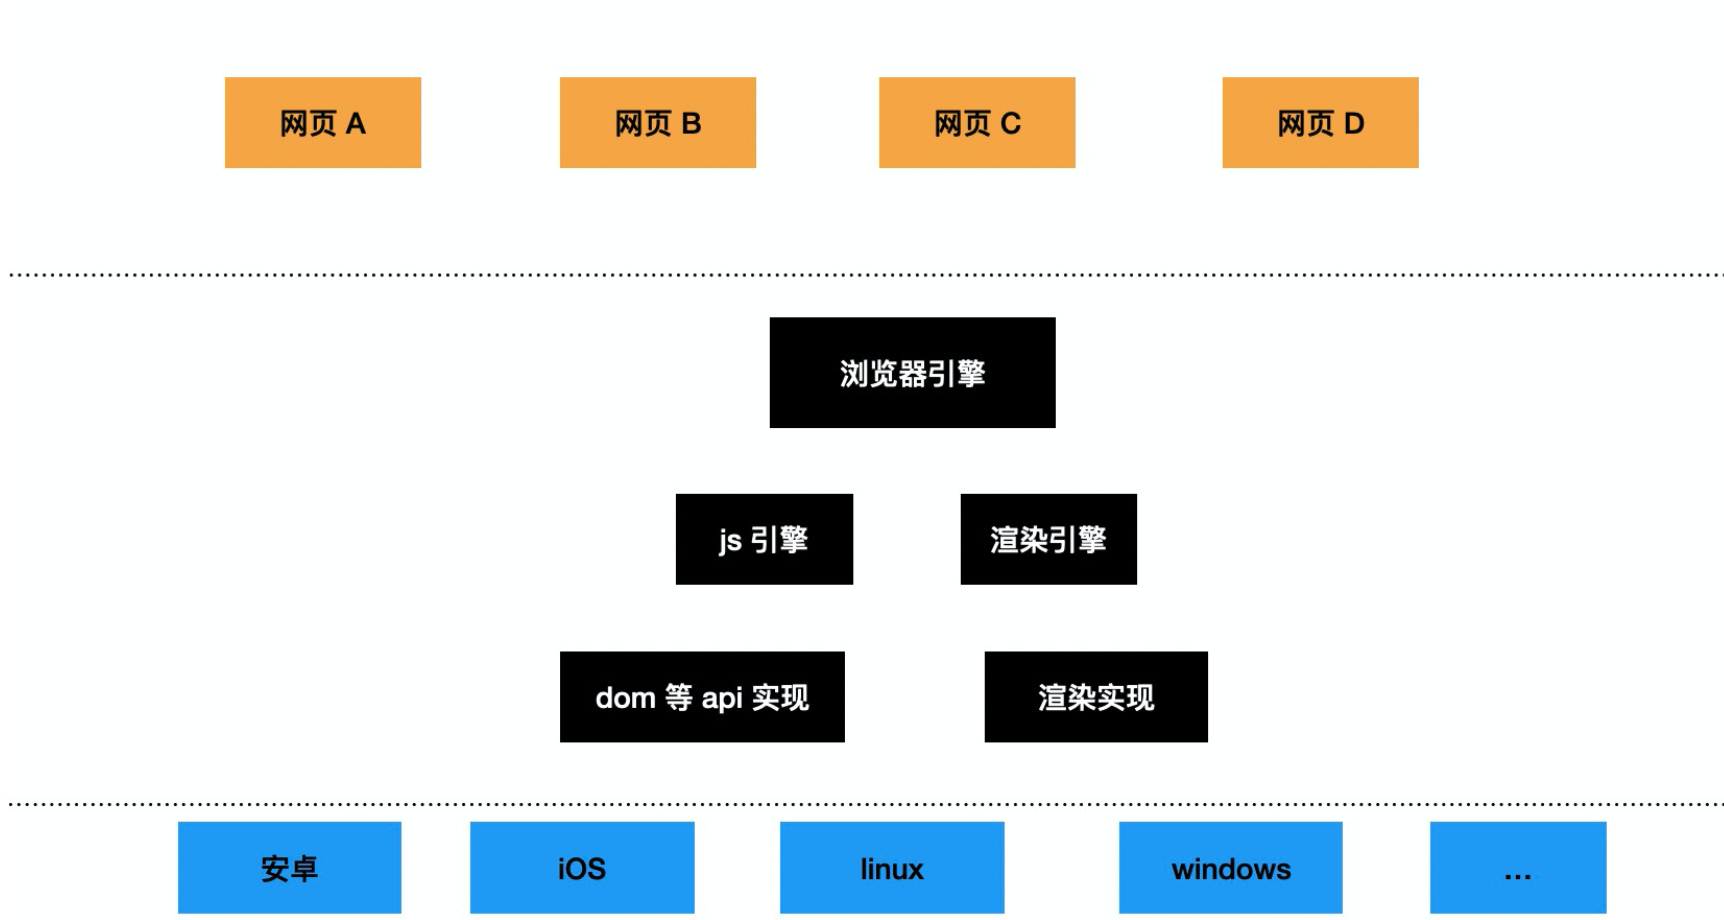 网页 A
网页 B
网页 C
网页 D
浏览器引擎
js 引擎
渲染引擎
dom 等 api 实现
渲染实现
安卓
iOS
linux
windows
...